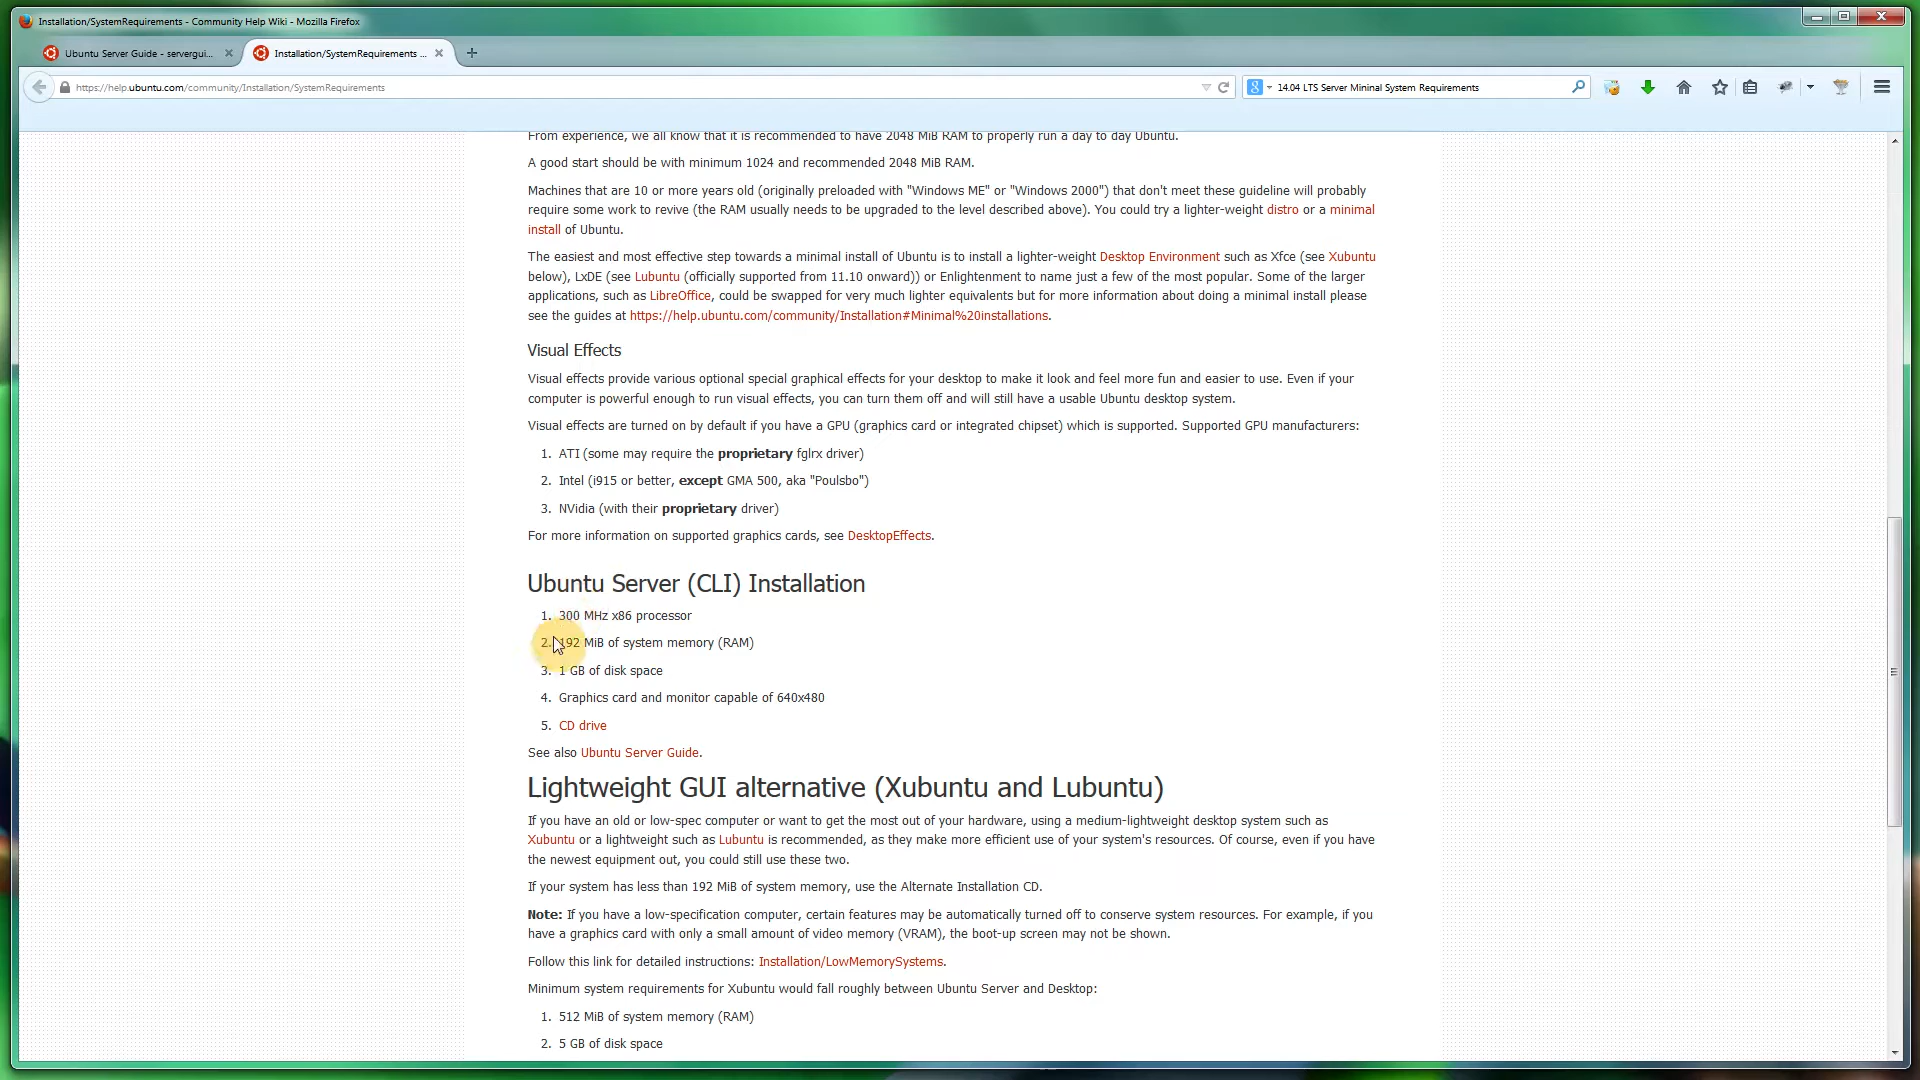 Installation/SystemRequirements - Community Help Wiki - Mozilla Firefox
Ubuntu Server Guide - servergui...
Installation/SystemRequirements ...
https://help.ubuntu.com/community/Installation/SystemRequirements
14.04 LTS Server Mininal System Requirements
From experience, we all know that it is recommended to have 2048 MiB RAM to properly run a day to day Ubuntu.
A good start should be with minimum 1024 and recommended 2048 MiB RAM.
Machines that are 10 or more years old (originally preloaded with "Windows ME" or "Windows 2000") that don't meet these guideline will probably
require some work to revive (the RAM usually needs to be upgraded to the level described above). You could try a lighter-weight distro or a minimal
install of Ubuntu.
The easiest and most effective step towards a minimal install of Ubuntu is to install a lighter-weight Desktop Environment such as Xfce (see Xubuntu
below), LxDE (see Lubuntu (officially supported from 11.10 onward)) or Enlightenment to name just a few of the most popular. Some of the larger
applications, such as LibreOffice, could be swapped for very much lighter equivalents but for more information about doing a minimal install please
see the guides at https://help.ubuntu.com/community/Installation#Minimal%20installations.
Visual Effects
Visual effects provide various optional special graphical effects for your desktop to make it look and feel more fun and easier to use. Even if your
computer is powerful enough to run visual effects, you can turn them off and will still have a usable Ubuntu desktop system.
Visual effects are turned on by default if you have a GPU (graphics card or integrated chipset) which is supported. Supported GPU manufacturers:
1. ATI (some may require the proprietary fglrx driver)
2. Intel (i915 or better, except GMA 500, aka "Poulsbo")
3. NVidia (with their proprietary driver)
For more information on supported graphics cards, see DesktopEffects.
Ubuntu Server (CLI) Installation
1. 300 MHz x86 processor
2. 192 MiB of system memory (RAM)
3. 1 GB of disk space
4. Graphics card and monitor capable of 640x480
5. CD drive
See also Ubuntu Server Guide.
Lightweight GUI alternative (Xubuntu and Lubuntu)
If you have an old or low-spec computer or want to get the most out of your hardware, using a medium-lightweight desktop system such as
Xubuntu or a lightweight such as Lubuntu is recommended, as they make more efficient use of your system's resources. Of course, even if you have
the newest equipment out, you could still use these two.
If your system has less than 192 MiB of system memory, use the Alternate Installation CD.
Note: If you have a low-specification computer, certain features may be automatically turned off to conserve system resources. For example, if you
have a graphics card with only a small amount of video memory (VRAM), the boot-up screen may not be shown.
Follow this link for detailed instructions: Installation/LowMemorySystems.
Minimum system requirements for Xubuntu would fall roughly between Ubuntu Server and Desktop:
1. 512 MiB of system memory (RAM)
2. 5 GB of disk space